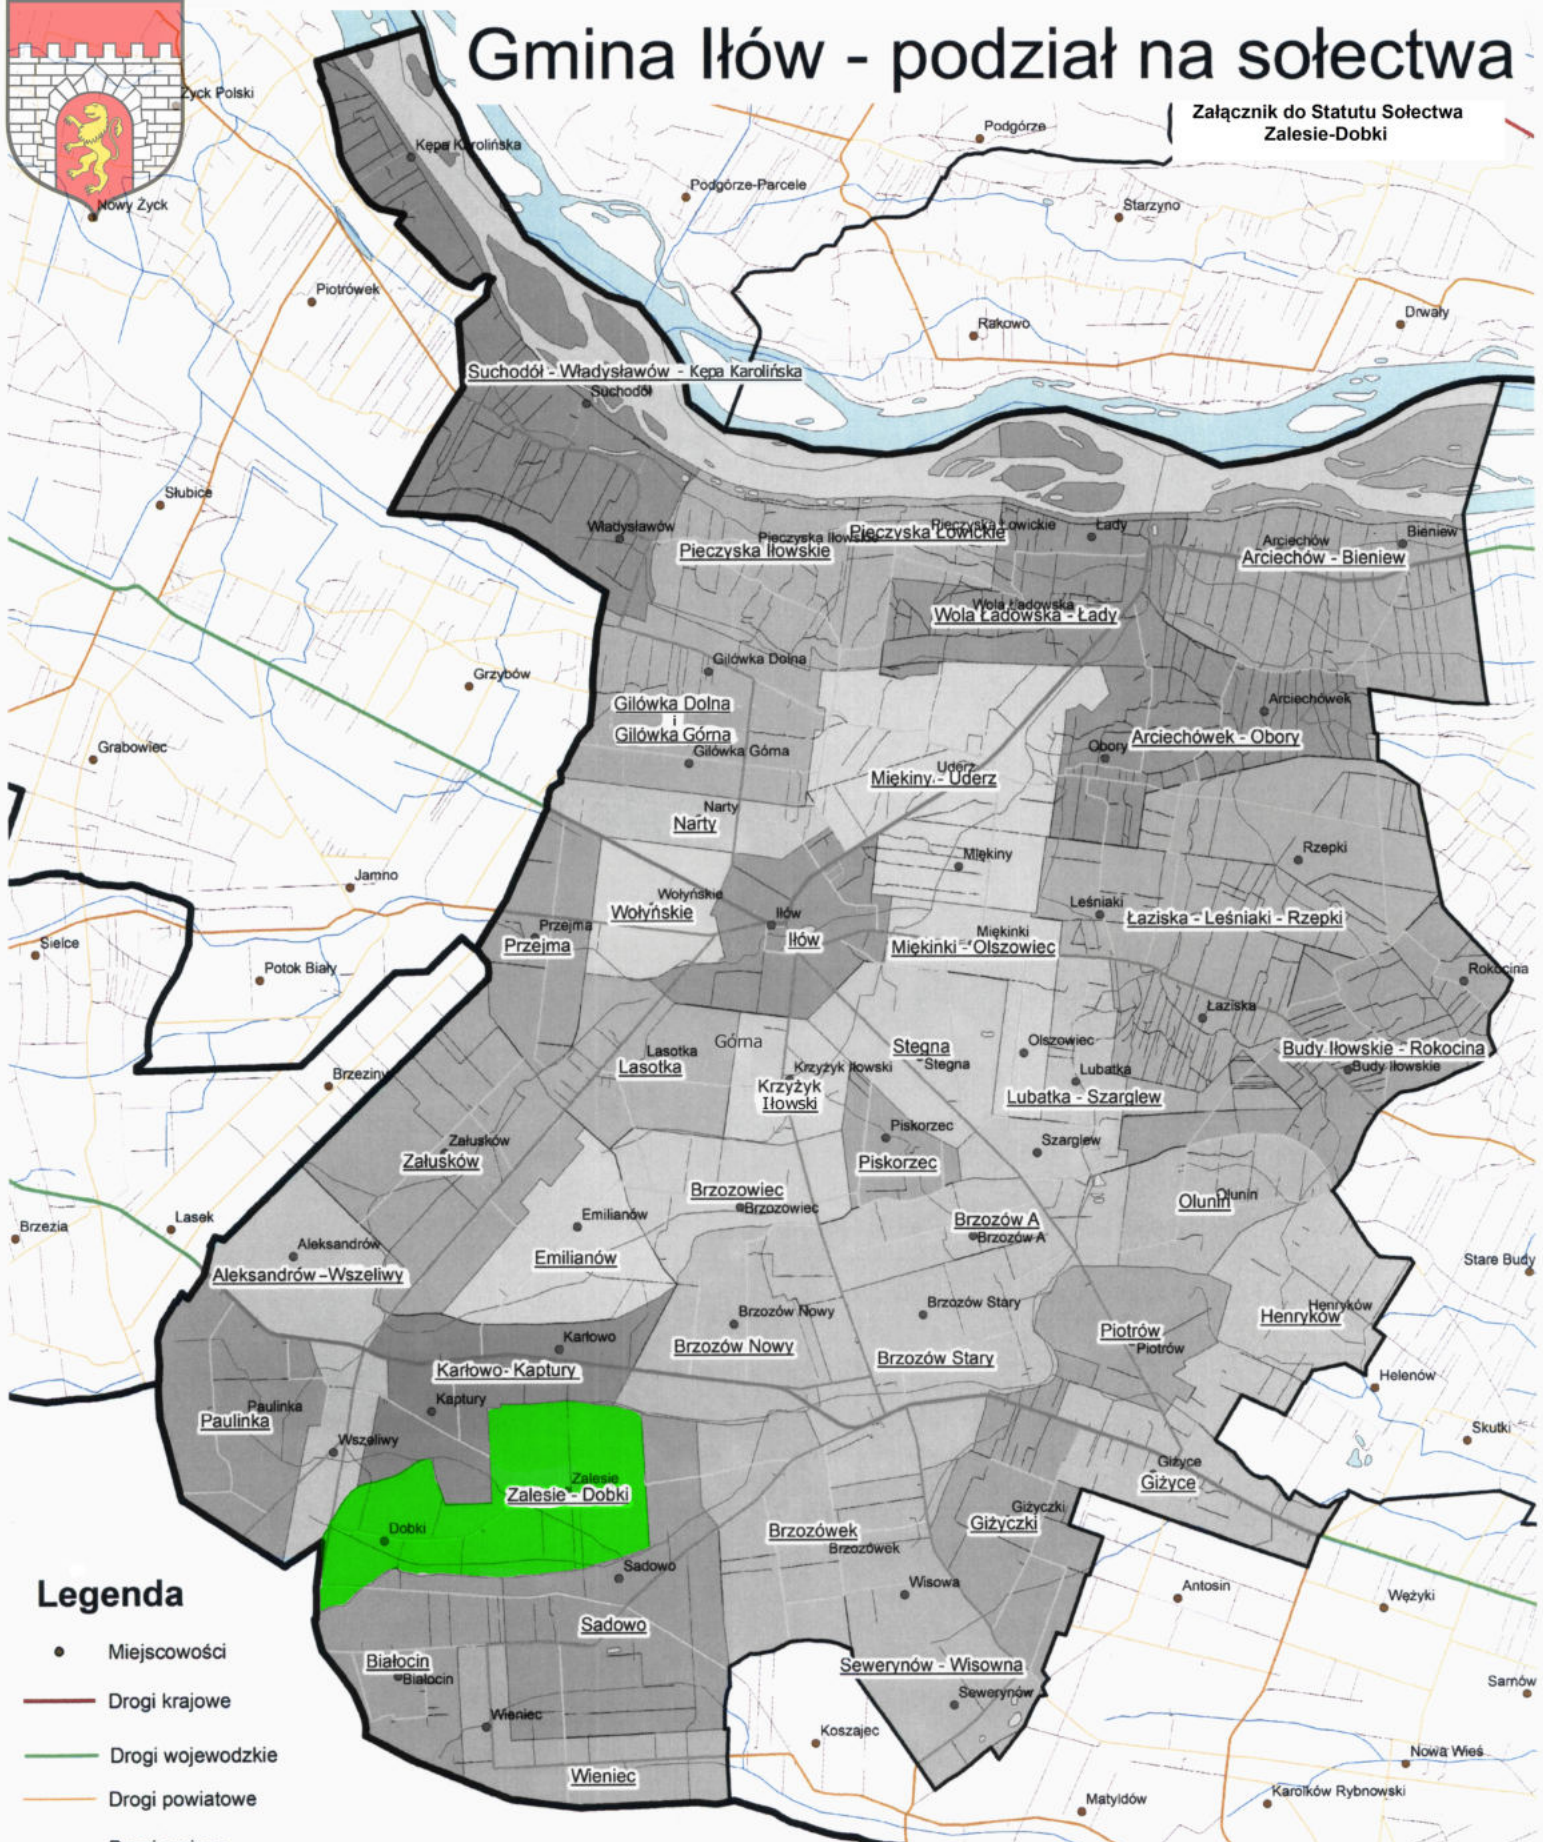 Gmina Iłów - podział na sołectwa
Załącznik do Statutu Sołectwa
Zalesie-Dobki
Życk Polski
Nowy Życk
Kępa Karolińska
Podgórze
Podgórze-Parcele
Starzyno
Piotrówek
Rakowo
Drwały
Suchodół - Władysławów - Kępa Karolińska
Suchodół
Słubice
Władysławów
Pieczyska Iłowskie
Pieczyska Iłowskie
Pieczyska Łowickie
Pieczyska Łowickie
Łady
Arciechów
Bieniew
Arciechów - Bieniew
Wola Ładowska
Wola Ładowska - Łady
Gilówka Dolna
Grzybów
Gilówka Dolna
i
Gilówka Górna
Gilówka Górna
Arciechówek
Arciechówek - Obory
Obory
Grabowiec
Uderz
Miękiny - Uderz
Narty
Narty
Miękiny
Rzepki
Jamno
Wołyńskie
Wołyńskie
Iłów
Iłów
Leśniaki
Łaziska - Leśniaki - Rzepki
Przejma
Przejma
Miękinki
Miękinki - Olszowiec
Sielce
Potok Biały
Rokocina
Łaziska
Górna
Lasotka
Lasotka
Stegna
Stegna
Olszowiec
Budy Iłowskie - Rokocina
Budy Iłowskie
Brzeziny
Krzyżyk Iłowski
Krzyżyk
Iłowski
Lubatka
Lubatka - Szarglew
Załusków
Załusków
Piskorzec
Piskorzec
Szarglew
Brzozowiec
Brzozowiec
Olunin
Olunin
Brzezia
Lasek
Emilianów
Emilianów
Brzozów A
Brzozów A
Aleksandrów
Aleksandrów - Wszeliwy
Stare Budy
Brzozów Nowy
Brzozów Nowy
Brzozów Stary
Brzozów Stary
Henryków
Henryków
Piotrów
Piotrów
Karłowo
Karłowo - Kaptury
Helenów
Kaptury
Paulinka
Paulinka
Wszeliwy
Skutki
Giżyce
Giżyce
Zalesie
Zalesie - Dobki
Dobki
Giżyczki
Giżyczki
Brzozówek
Brzozówek
Sadowo
Sadowo
Wisowa
Antosin
Wężyki
Białocin
Białocin
Sewerynów - Wisowna
Sewerynów
Sarnów
Wieniec
Wieniec
Koszajec
Nowa Wieś
Matyldów
Karolków Rybnowski
Legenda
Miejscowości
Drogi krajowe
Drogi wojewodzkie
Drogi powiatowe